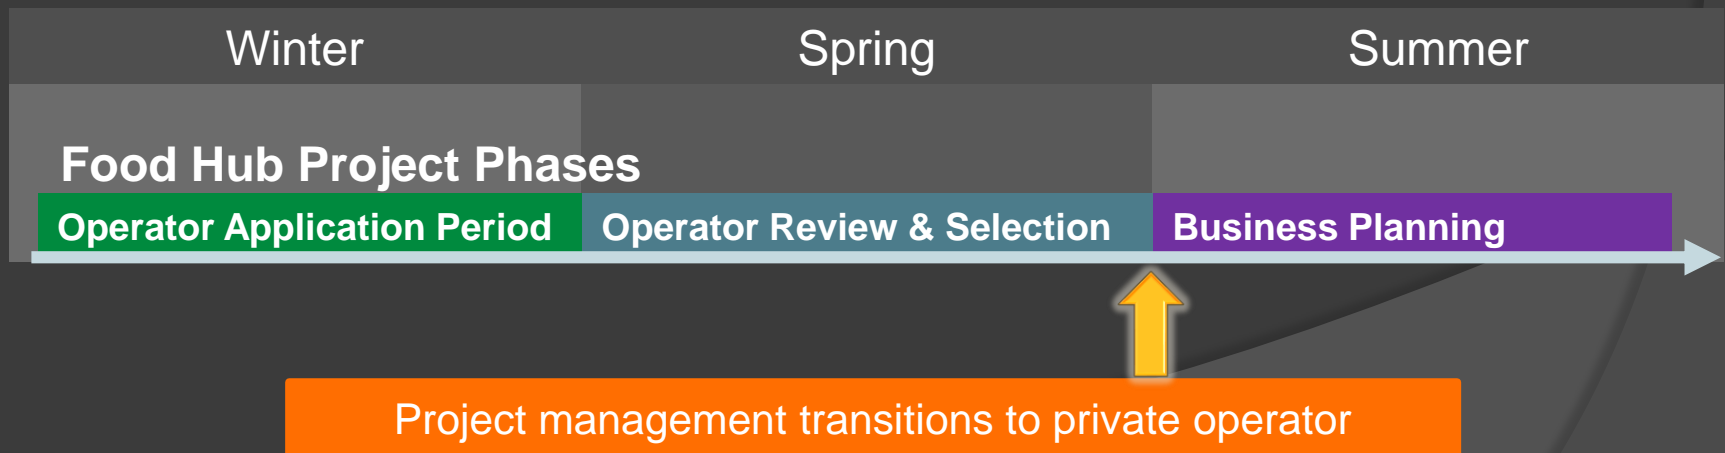 Winter Spring Summer
Food Hub Project Phases
Operator Application Period Operator Review & Selection Business Planning
Project management transitions to private operator